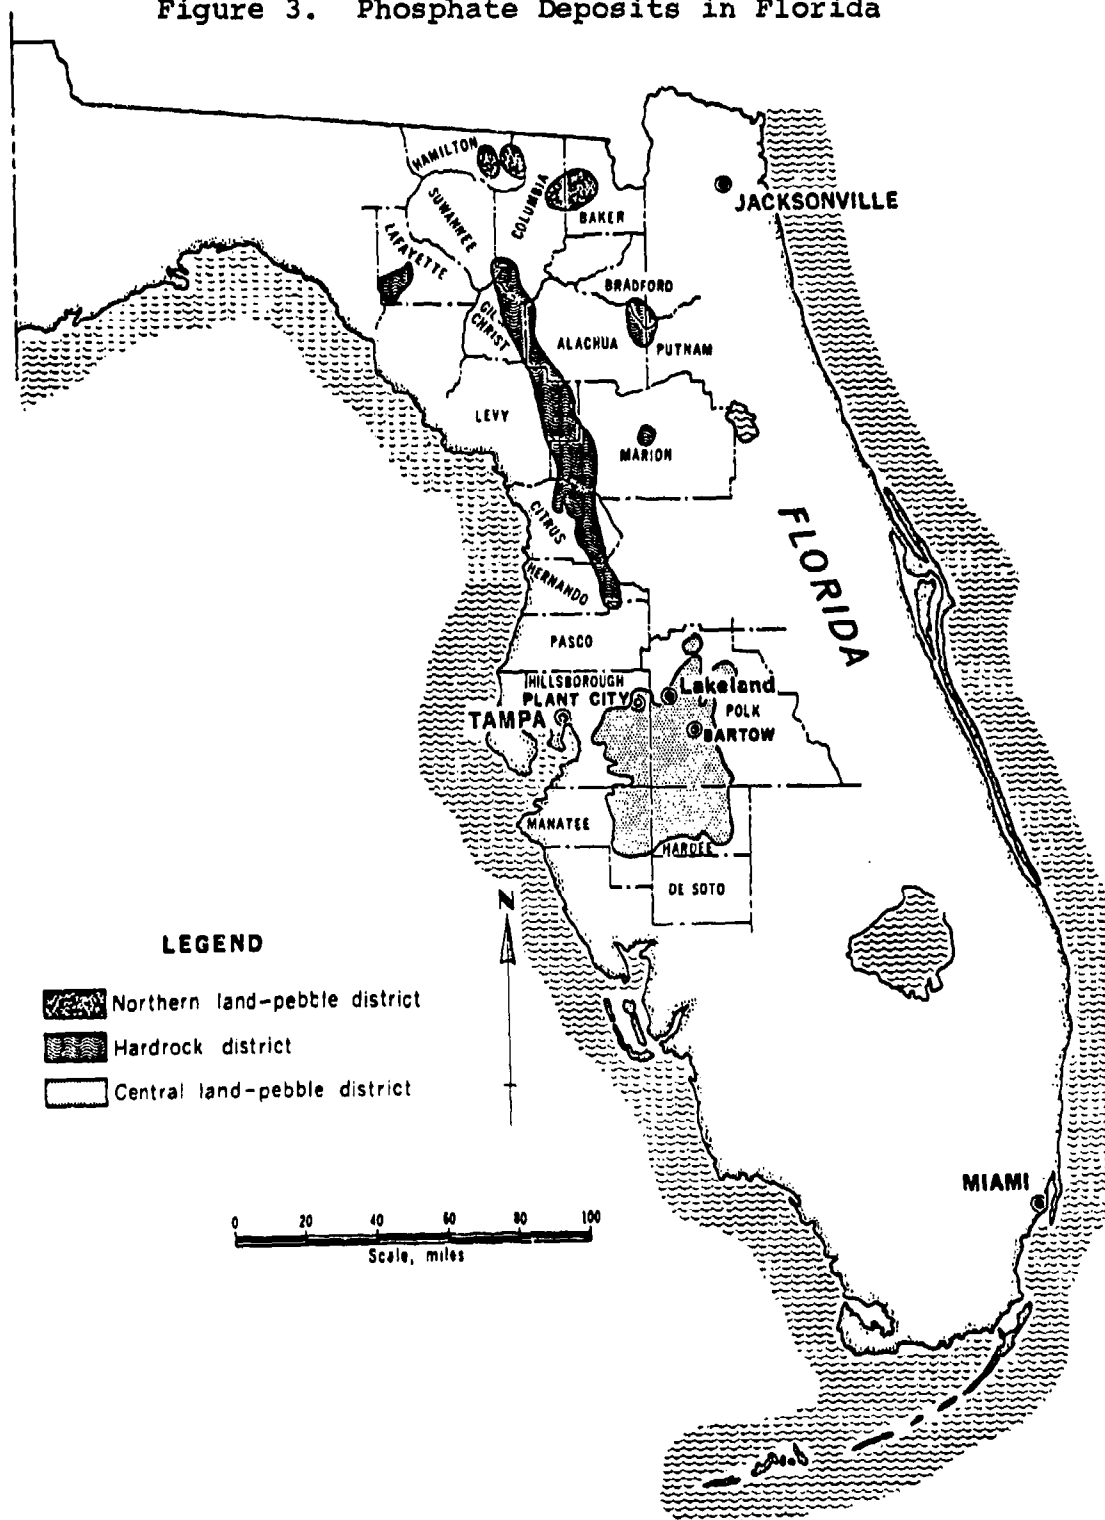 Figure 3. Phosphate Deposits in Florida
HAMILTON
SUWANNEE
COLUMBIA
BAKER
JACKSONVILLE
LAFAYETTE
BRADFORD
GIL-
CHRIST
ALACHUA
PUTNAM
LEVY
MARION
CITRUS
FLORIDA
HERNANDO
PASCO
HILLSBOROUGH
PLANT CITY
Lakeland
POLK
TAMPA
BARTOW
MANATEE
HARDEE
DE SOTO
N
LEGEND
Northern land-pebble district
Hardrock district
Central land-pebble district
MIAMI
0 20 40 60 80 100
Scale, miles